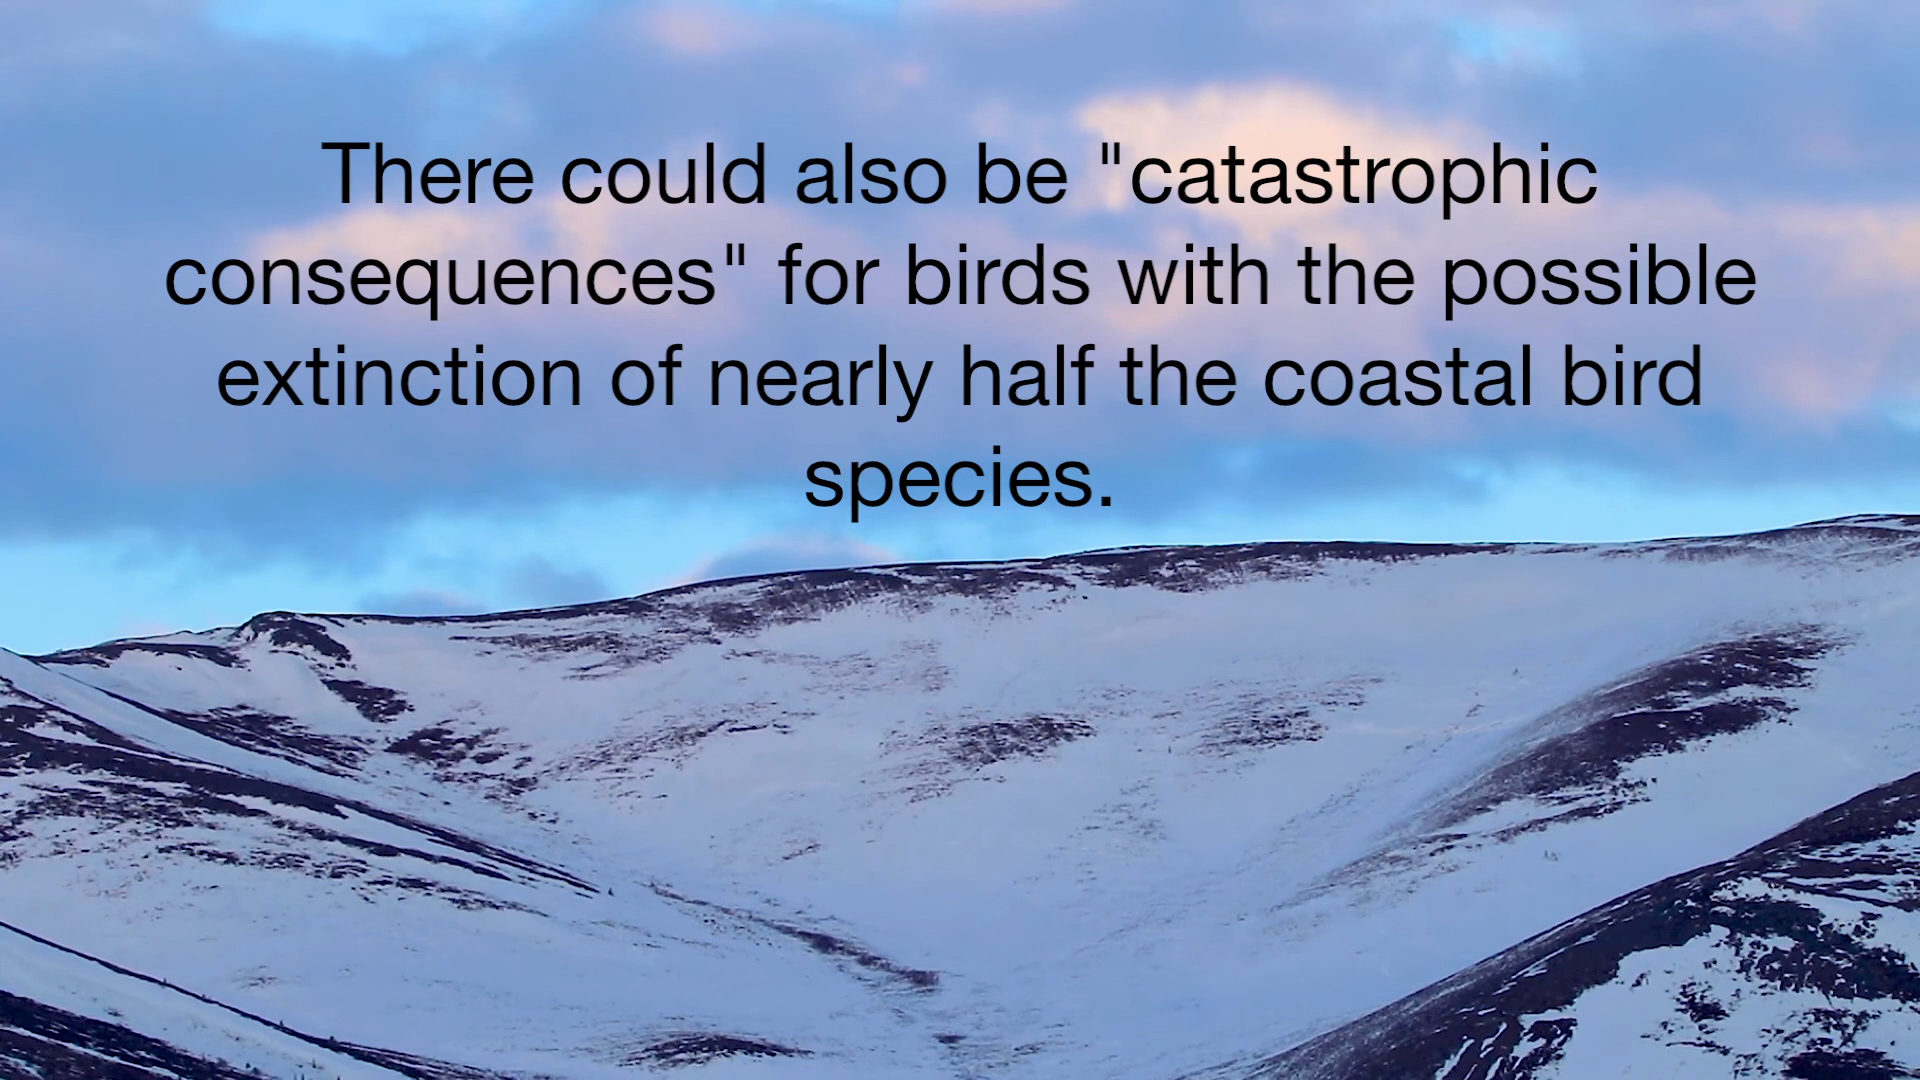 There could also be "catastrophic
consequences" for birds with the possible
extinction of nearly half the coastal bird
species.